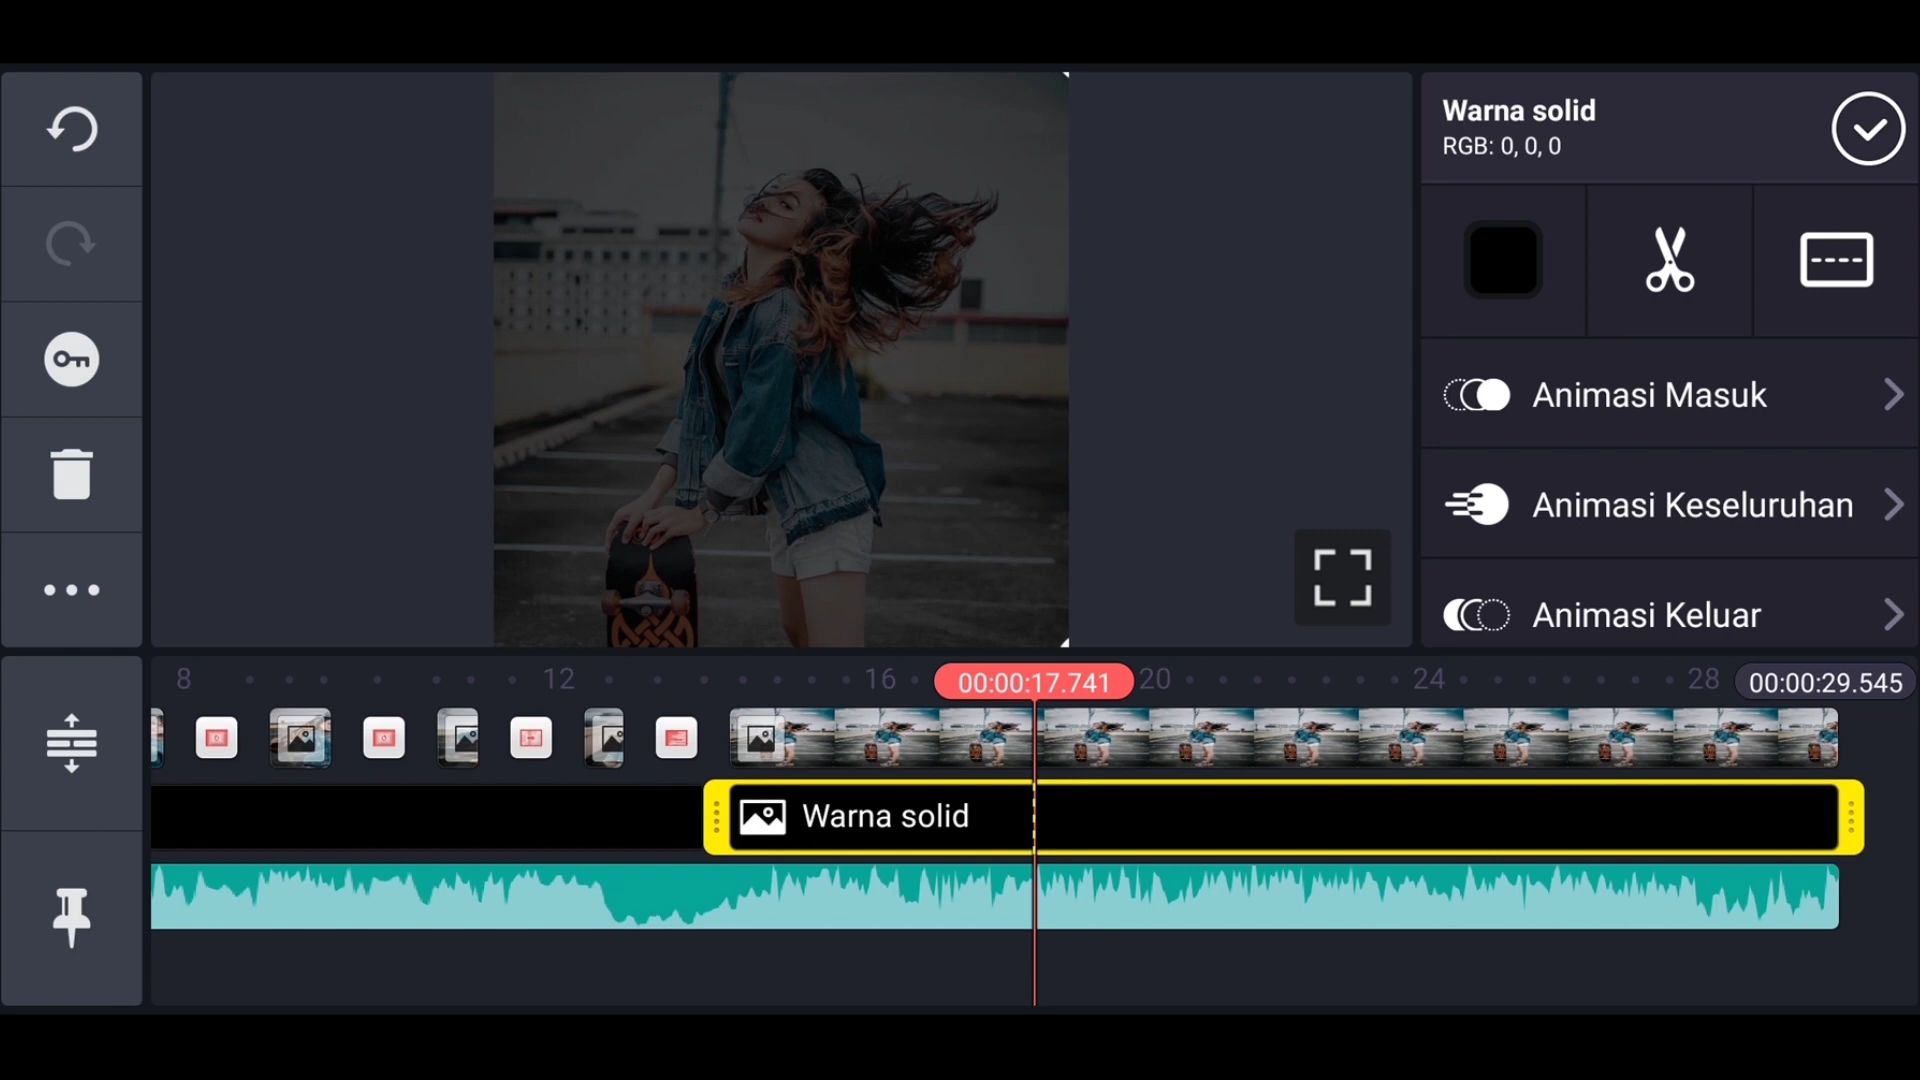 Warna solid
RGB: 0, 0, 0
Animasi Masuk
Animasi Keseluruhan
Animasi Keluar
8 12 16 00:00:17.741 20 24 28 00:00:29.545
Warna solid